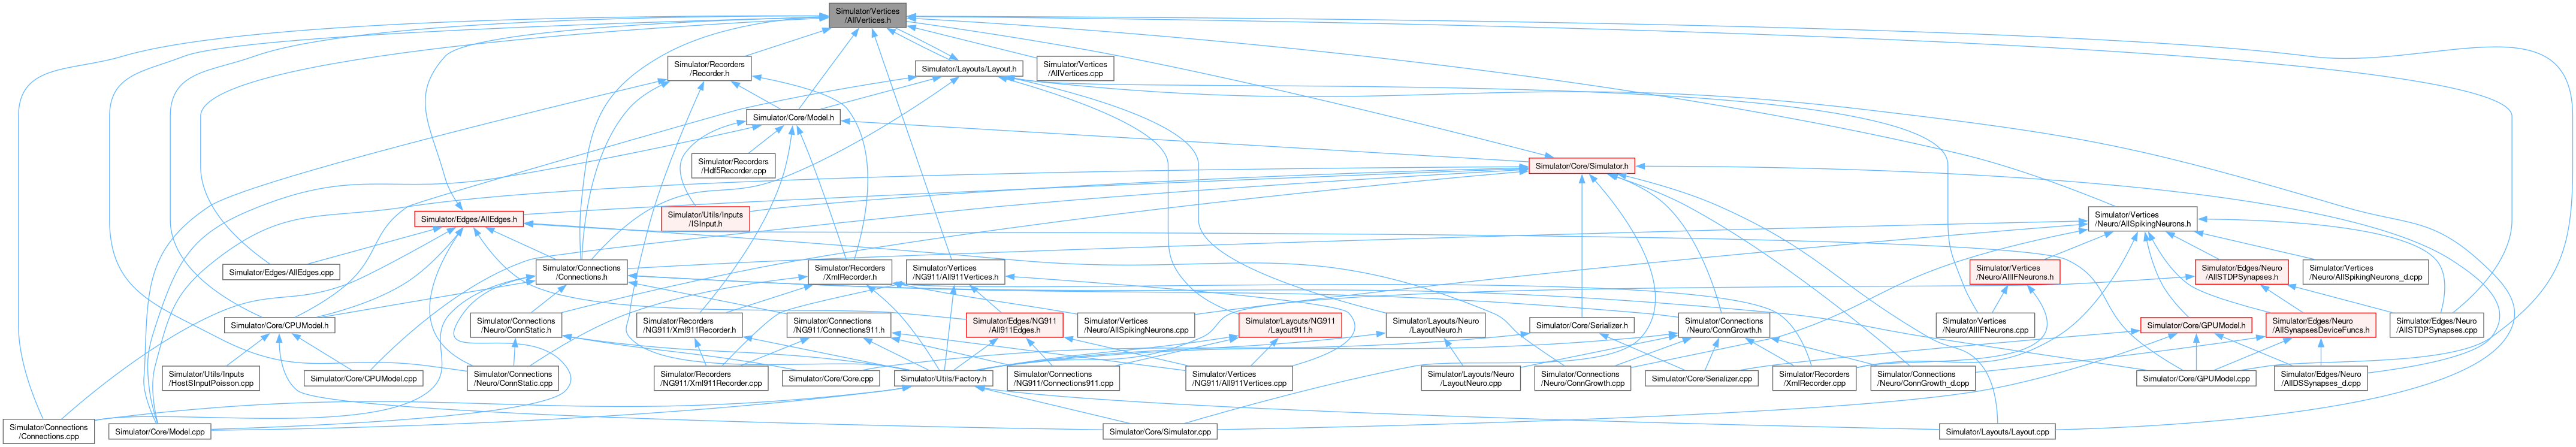 Simulator/Vertices
/AllVertices.h
Simulator/Recorders
/Recorder.h
Simulator/Layouts/Layout.h
Simulator/Vertices
/AllVertices.cpp
Simulator/Core/Model.h
Simulator/Recorders
/Hdf5Recorder.cpp
Simulator/Core/Simulator.h
Simulator/Edges/AllEdges.h
Simulator/Utils/Inputs
/ISInput.h
Simulator/Vertices
/Neuro/AllSpikingNeurons.h
Simulator/Edges/AllEdges.cpp
Simulator/Connections
/Connections.h
Simulator/Recorders
/XmlRecorder.h
Simulator/Vertices
/NG911/All911Vertices.h
Simulator/Vertices
/Neuro/AllIFNeurons.h
Simulator/Edges/Neuro
/AllSTDPSynapses.h
Simulator/Vertices
/Neuro/AllSpikingNeurons_d.cpp
Simulator/Core/CPUModel.h
Simulator/Connections
/Neuro/ConnStatic.h
Simulator/Recorders
/NG911/Xml911Recorder.h
Simulator/Connections
/NG911/Connections911.h
Simulator/Edges/NG911
/All911Edges.h
Simulator/Vertices
/Neuro/AllSpikingNeurons.cpp
Simulator/Layouts/NG911
/Layout911.h
Simulator/Layouts/Neuro
/LayoutNeuro.h
Simulator/Core/Serializer.h
Simulator/Connections
/Neuro/ConnGrowth.h
Simulator/Vertices
/Neuro/AllIFNeurons.cpp
Simulator/Core/GPUModel.h
Simulator/Edges/Neuro
/AllSynapsesDeviceFuncs.h
Simulator/Edges/Neuro
/AllSTDPSynapses.cpp
Simulator/Utils/Inputs
/HostSInputPoisson.cpp
Simulator/Core/CPUModel.cpp
Simulator/Connections
/Neuro/ConnStatic.cpp
Simulator/Recorders
/NG911/Xml911Recorder.cpp
Simulator/Core/Core.cpp
Simulator/Utils/Factory.h
Simulator/Connections
/NG911/Connections911.cpp
Simulator/Vertices
/NG911/All911Vertices.cpp
Simulator/Layouts/Neuro
/LayoutNeuro.cpp
Simulator/Connections
/Neuro/ConnGrowth.cpp
Simulator/Core/Serializer.cpp
Simulator/Recorders
/XmlRecorder.cpp
Simulator/Connections
/Neuro/ConnGrowth_d.cpp
Simulator/Core/GPUModel.cpp
Simulator/Edges/Neuro
/AllDSSynapses_d.cpp
Simulator/Connections
/Connections.cpp
Simulator/Core/Model.cpp
Simulator/Core/Simulator.cpp
Simulator/Layouts/Layout.cpp